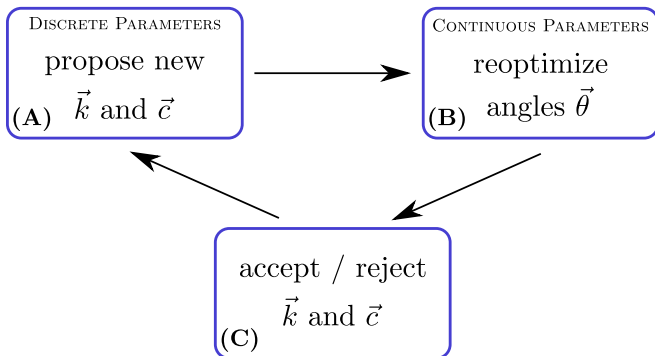 DISCRETE PARAMETERS
propose new
k⃗ and c⃗
(A)
CONTINUOUS PARAMETERS
reoptimize
angles θ⃗
(B)
accept / reject
k⃗ and c⃗
(C)